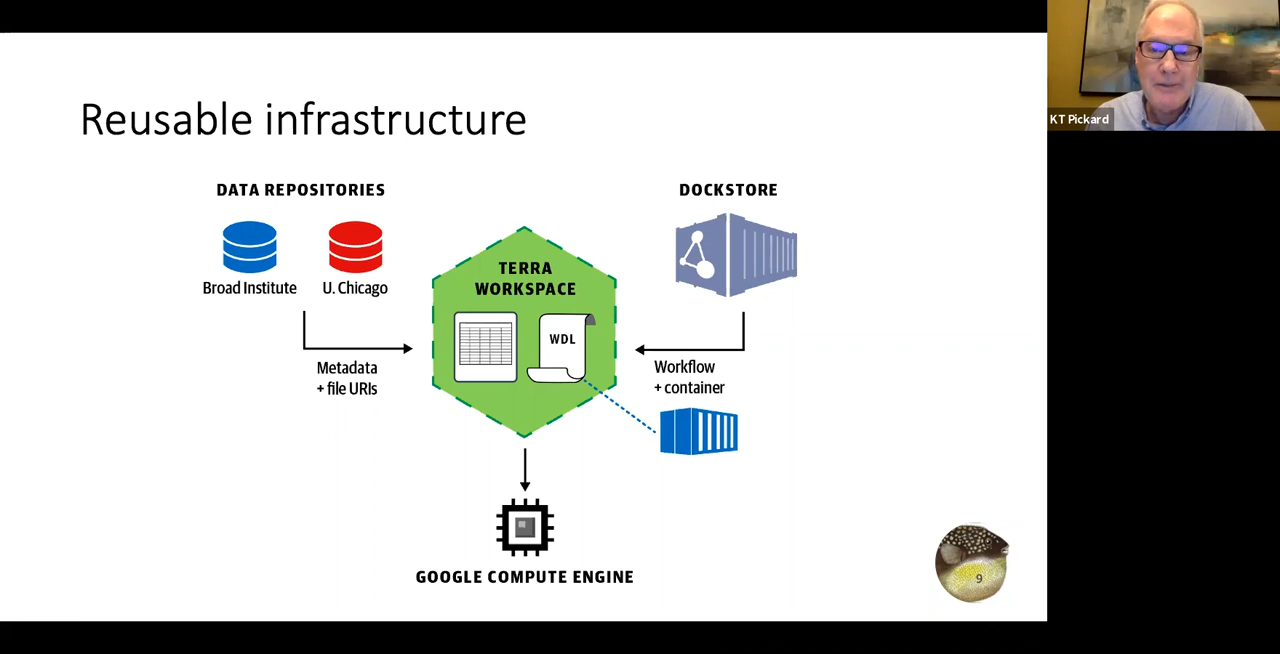 Reusable infrastructure
DATA REPOSITORIES
Broad Institute
U. Chicago
Metadata
+ file URIs
TERRA
WORKSPACE
WDL
DOCKSTORE
Workflow
+ container
GOOGLE COMPUTE ENGINE
9
KT Pickard